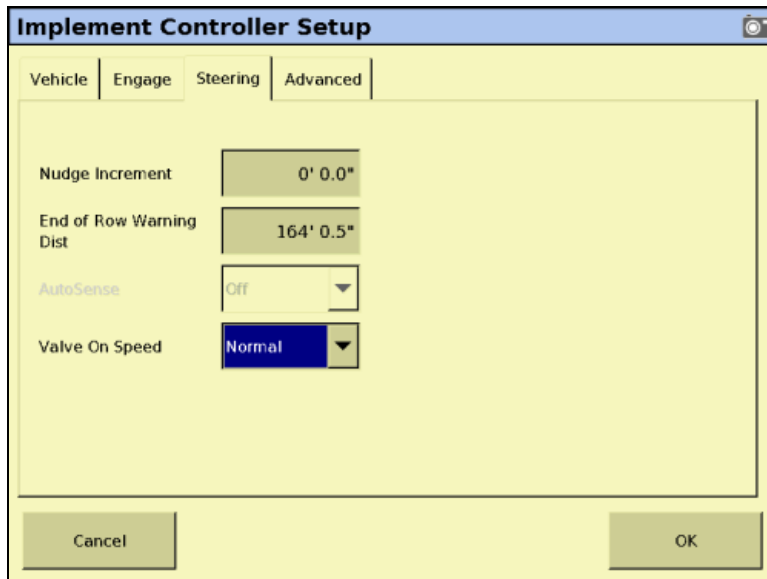 Implement Controller Setup
Vehicle Engage Steering Advanced
Nudge Increment 0' 0.0"
End of Row Warning
Dist 164' 0.5"
AutoSense Off
Valve On Speed Normal
Cancel OK